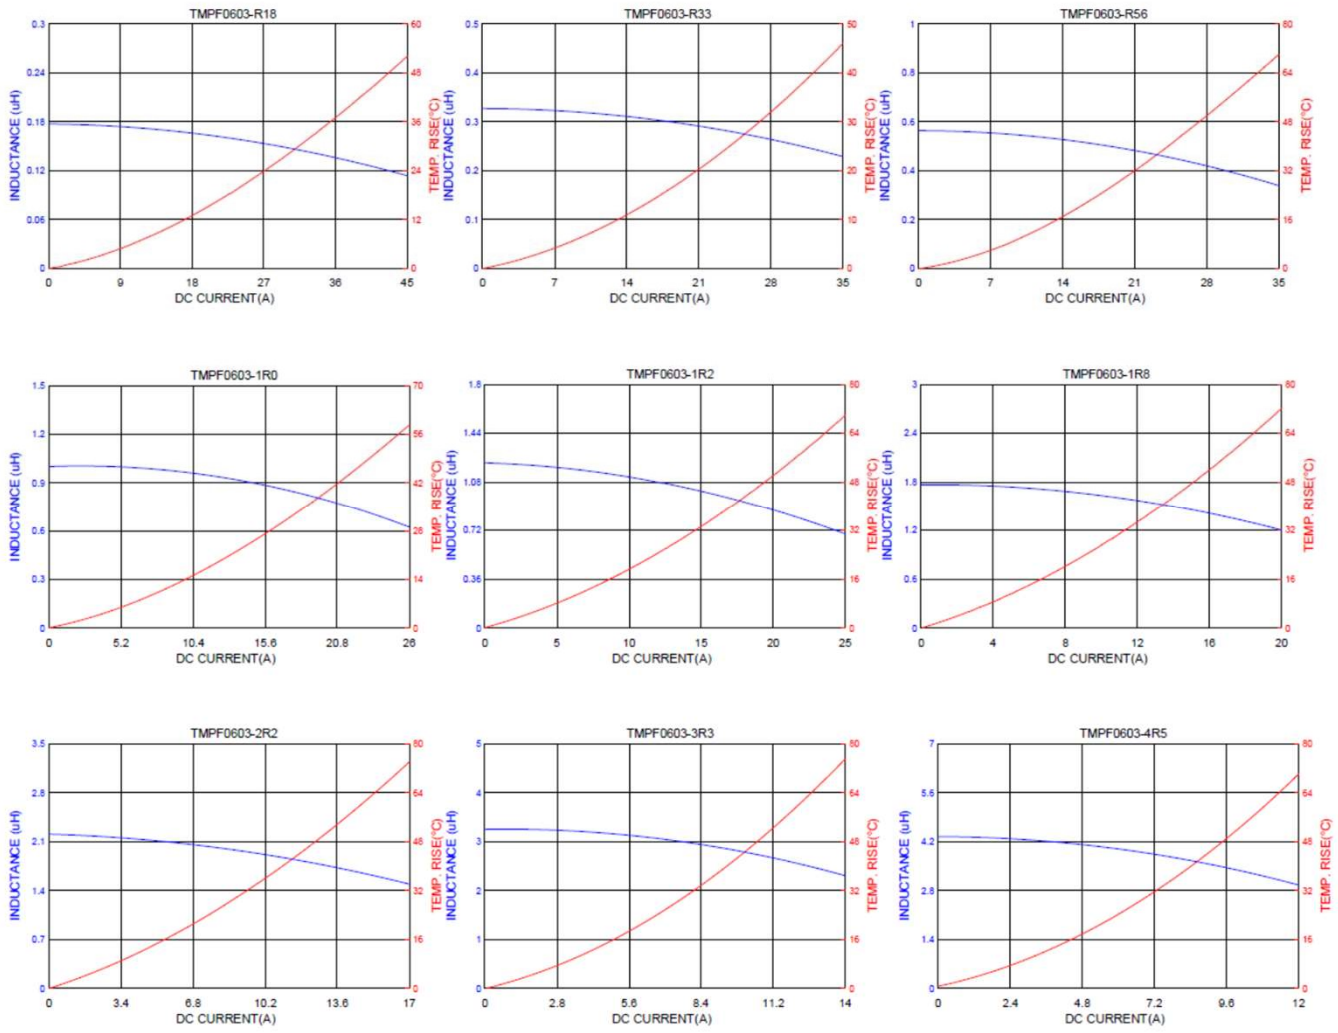 TMPF0603-R18
INDUCTANCE (uH)
0.3
0.24
0.18
0.12
0.06
0
60
48
36
24
12
0
TEMP. RISE(°C)
0 9 18 27 36 45
DC CURRENT(A)
TMPF0603-R33
INDUCTANCE (uH)
0.5
0.4
0.3
0.2
0.1
0
50
40
30
20
10
0
TEMP. RISE(°C)
0 7 14 21 28 35
DC CURRENT(A)
TMPF0603-R56
INDUCTANCE (uH)
1
0.8
0.6
0.4
0.2
0
80
64
48
32
16
0
TEMP. RISE(°C)
0 7 14 21 28 35
DC CURRENT(A)
TMPF0603-1R0
INDUCTANCE (uH)
1.5
1.2
0.9
0.6
0.3
0
70
56
42
28
14
0
TEMP. RISE(°C)
0 5.2 10.4 15.6 20.8 26
DC CURRENT(A)
TMPF0603-1R2
INDUCTANCE (uH)
1.8
1.44
1.08
0.72
0.36
0
80
64
48
32
16
0
TEMP. RISE(°C)
0 5 10 15 20 25
DC CURRENT(A)
TMPF0603-1R8
INDUCTANCE (uH)
3
2.4
1.8
1.2
0.6
0
80
64
48
32
16
0
TEMP. RISE(°C)
0 4 8 12 16 20
DC CURRENT(A)
TMPF0603-2R2
INDUCTANCE (uH)
3.5
2.8
2.1
1.4
0.7
0
80
64
48
32
16
0
TEMP. RISE(°C)
0 3.4 6.8 10.2 13.6 17
DC CURRENT(A)
TMPF0603-3R3
INDUCTANCE (uH)
5
4
3
2
1
0
80
64
48
32
16
0
TEMP. RISE(°C)
0 2.8 5.6 8.4 11.2 14
DC CURRENT(A)
TMPF0603-4R5
INDUCTANCE (uH)
7
5.6
4.2
2.8
1.4
0
80
64
48
32
16
0
TEMP. RISE(°C)
0 2.4 4.8 7.2 9.6 12
DC CURRENT(A)